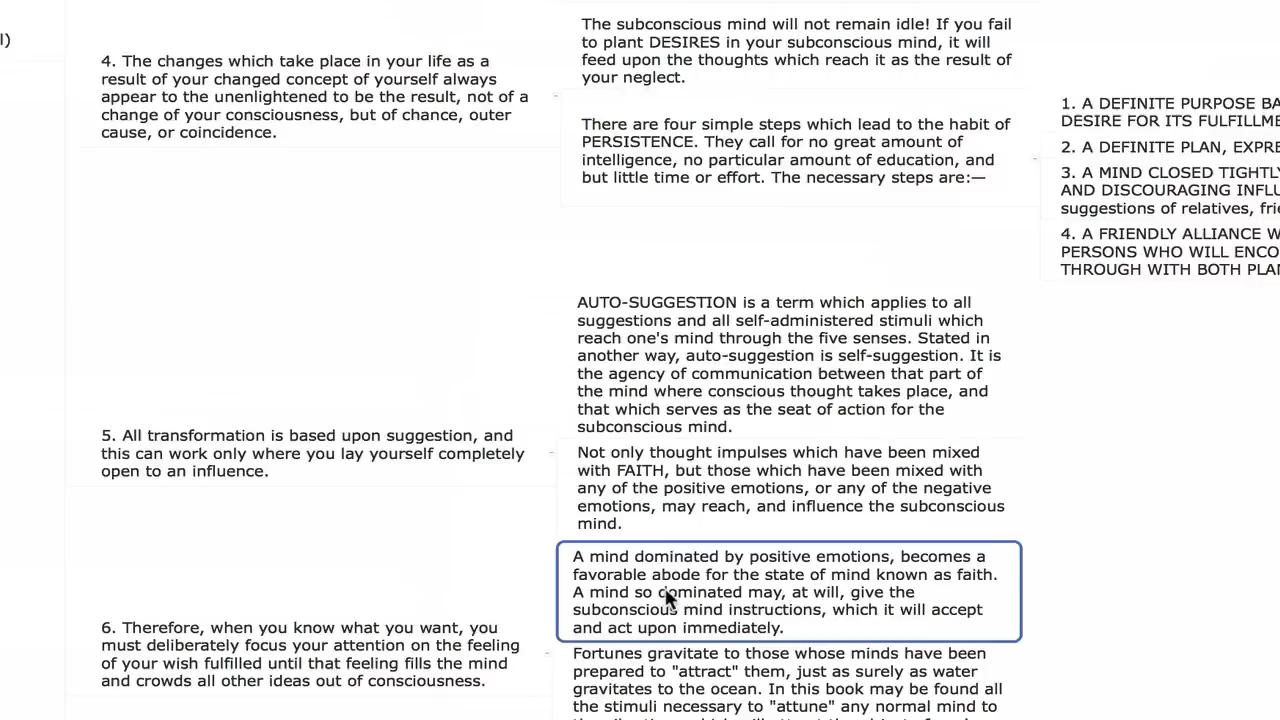 l)
4. The changes which take place in your life as a
result of your changed concept of yourself always
appear to the unenlightened to be the result, not of a
change of your consciousness, but of chance, outer
cause, or coincidence.
5. All transformation is based upon suggestion, and
this can work only where you lay yourself completely
open to an influence.
6. Therefore, when you know what you want, you
must deliberately focus your attention on the feeling
of your wish fulfilled until that feeling fills the mind
and crowds all other ideas out of consciousness.
The subconscious mind will not remain idle! If you fail
to plant DESIRES in your subconscious mind, it will
feed upon the thoughts which reach it as the result of
your neglect.
There are four simple steps which lead to the habit of
PERSISTENCE. They call for no great amount of
intelligence, no particular amount of education, and
but little time or effort. The necessary steps are:—
AUTO-SUGGESTION is a term which applies to all
suggestions and all self-administered stimuli which
reach one's mind through the five senses. Stated in
another way, auto-suggestion is self-suggestion. It is
the agency of communication between that part of
the mind where conscious thought takes place, and
that which serves as the seat of action for the
subconscious mind.
Not only thought impulses which have been mixed
with FAITH, but those which have been mixed with
any of the positive emotions, or any of the negative
emotions, may reach, and influence the subconscious
mind.
A mind dominated by positive emotions, becomes a
favorable abode for the state of mind known as faith.
A mind so dominated may, at will, give the
subconscious mind instructions, which it will accept
and act upon immediately.
Fortunes gravitate to those whose minds have been
prepared to "attract" them, just as surely as water
gravitates to the ocean. In this book may be found all
the stimuli necessary to "attune" any normal mind to
1. A DEFINITE PURPOSE BA
DESIRE FOR ITS FULFILLME
2. A DEFINITE PLAN, EXPRE
3. A MIND CLOSED TIGHTLY
AND DISCOURAGING INFLU
suggestions of relatives, frie
4. A FRIENDLY ALLIANCE W
PERSONS WHO WILL ENCO
THROUGH WITH BOTH PLAN